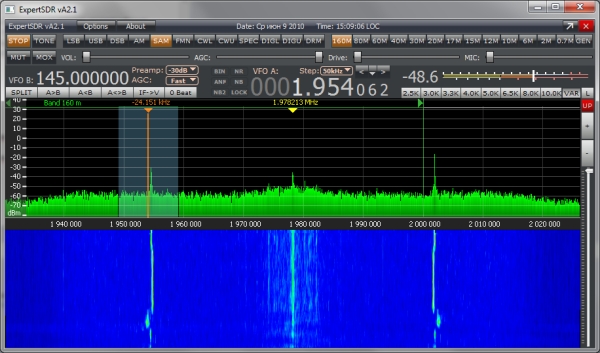 ExpertSDR vA2.1
ExpertSDR vA2.1 Options About Date: Ср июн 9 2010 Time: 15:09:06 LOC
STOP TONE LSB USB DSB AM SAM FMN CWL CWU SPEC DIGL DIGU DRM 160M 80M 60M 40M 30M 20M 17M 15M 12M 10M 6M 2M 0.7M GEN
MUT MOX VOL: AGC: Drive: MIC:
VFO B: 145.000000 Preamp: -30dB AGC: Fast BIN NR ANF NB NB2 LOCK VFO A: Step: 30kHz < > 0001.954 062 -48.6
SPLIT A>B A<B A<>B IF->V 0 Beat 2.5K 3.0K 3.3K 4.0K 5.0K 6.0K 8.0K 10.0K VAR L
Band 160 m -24.151 kHz 1.978213 MHz UP
40
30
20
10
0
-10
-20
-30
-40
-50
-60
-70
dBm
+
-
1 940 000 1 950 000 1 960 000 1 970 000 1 980 000 1 990 000 2 000 000 2 010 000 2 020 000